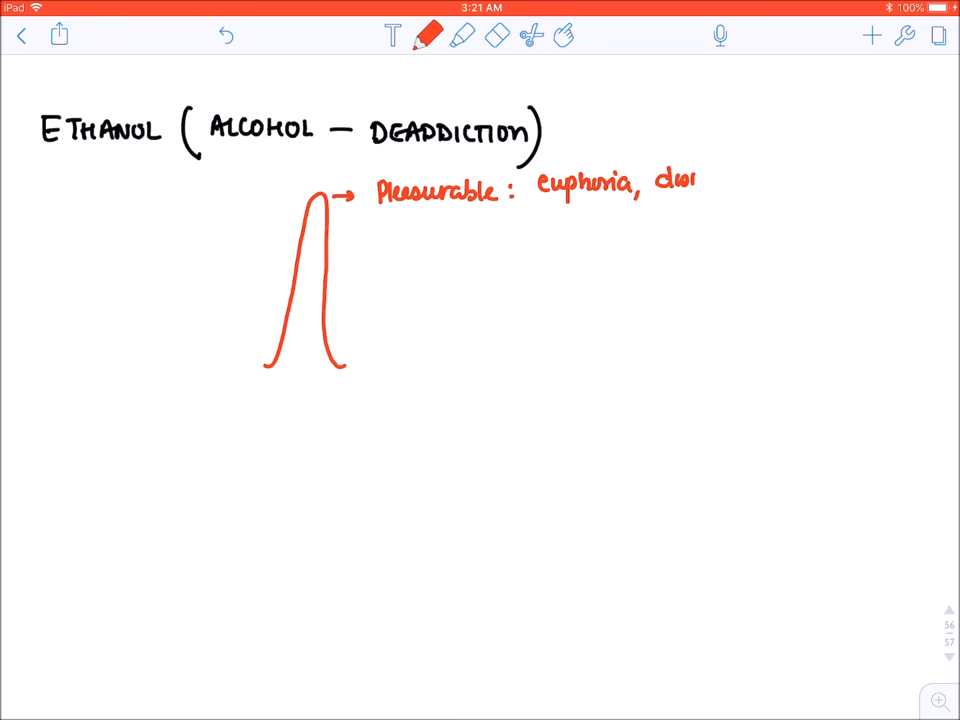 iPad 3:21 AM 100%
T
ETHANOL (ALCOHOL — DEADDICTION)
→ Pleasurable : euphoria,
56
57